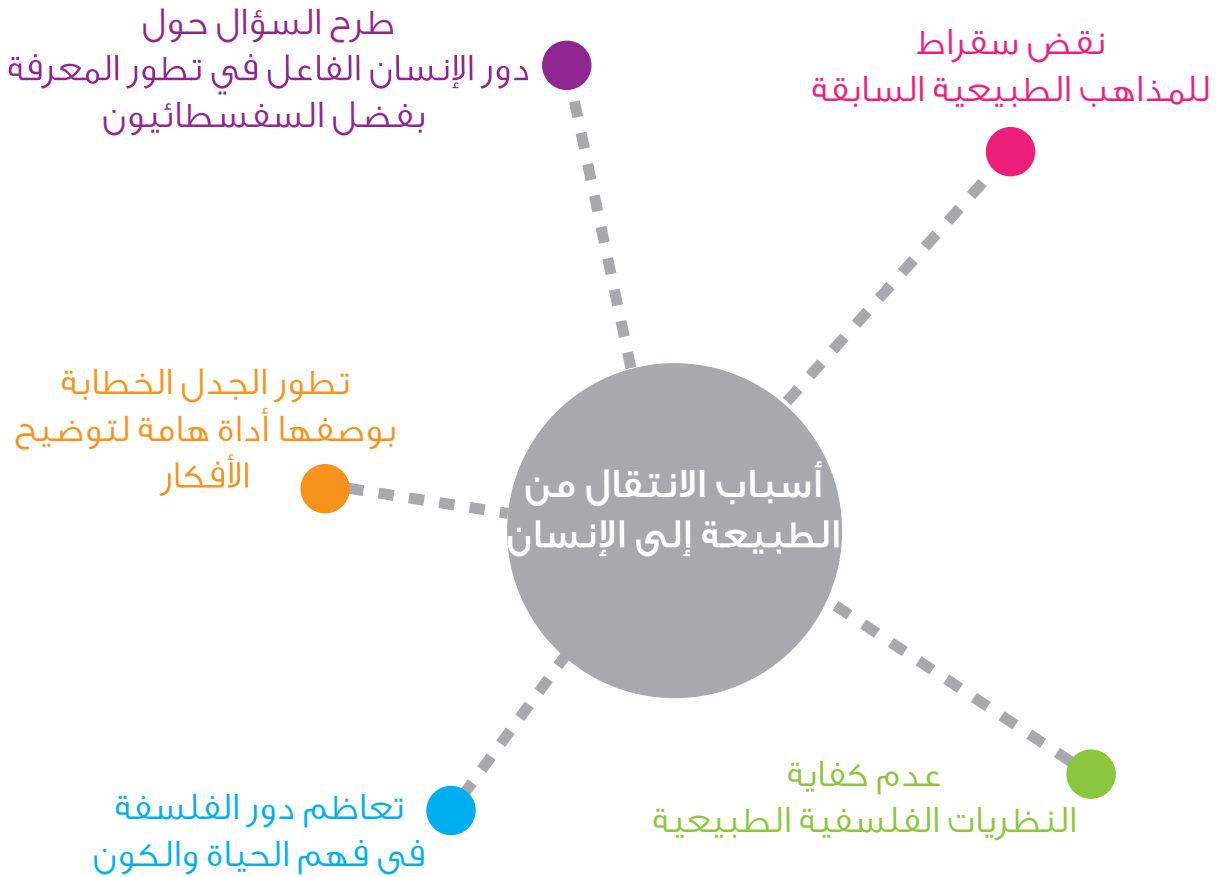 نقض سقراط
للمذاهب الطبيعية السابقة
طرح السؤال حول
دور الإنسان الفاعل في تطور المعرفة
بفضل السفسطائيون
تطور الجدل الخطابة
بوصفها أداة هامة لتوضيح
الأفكار
أسباب الانتقال من
الطبيعة إلى الإنسان
عدم كفاية
النظريات الفلسفية الطبيعية
تعاظم دور الفلسفة
فى فهم الحياة والكون